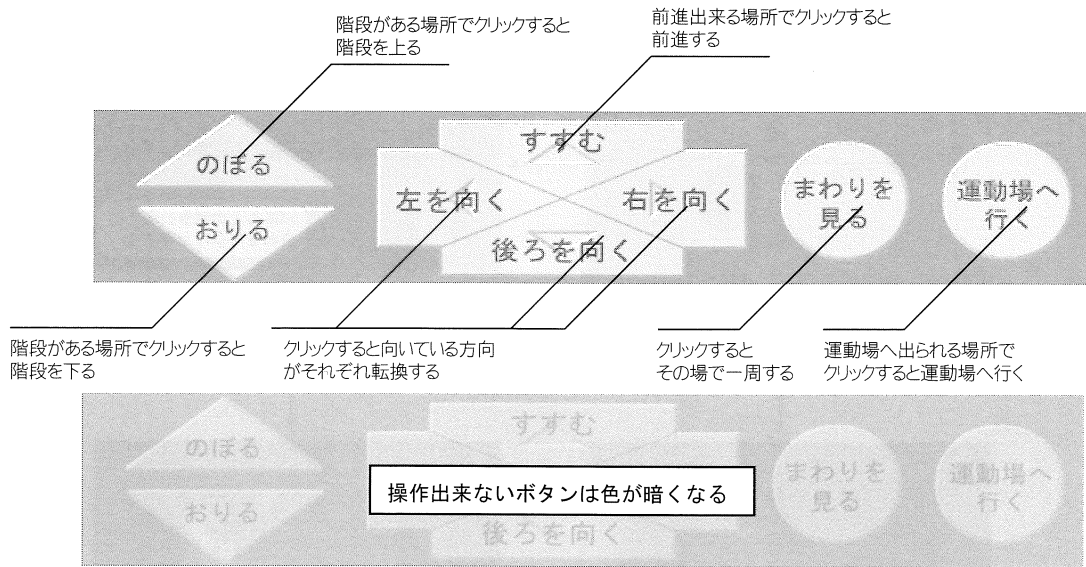 階段がある場所でクリックすると
階段を上る
前進出来る場所でクリックすると
前進する
のぼる
おりる
すすむ
左を向く
右を向く
後ろを向く
まわりを
見る
運動場へ
行く
階段がある場所でクリックすると
階段を下る
クリックすると向いている方向
がそれぞれ転換する
クリックすると
その場で一周する
運動場へ出られる場所で
クリックすると運動場へ行く
のぼる
おりる
すすむ
操作出来ないボタンは色が暗くなる
後ろを向く
まわりを
見る
運動場へ
行く